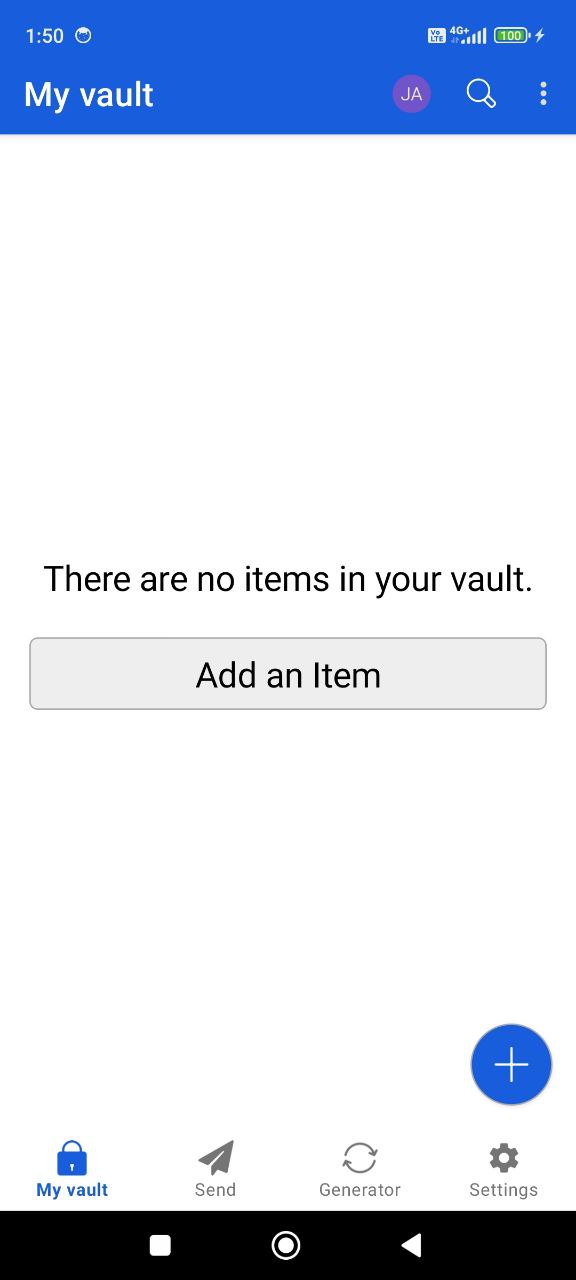 1:50
Vo LTE 4G+ 100
My vault
JA
There are no items in your vault.
Add an Item
My vault
Send
Generator
Settings